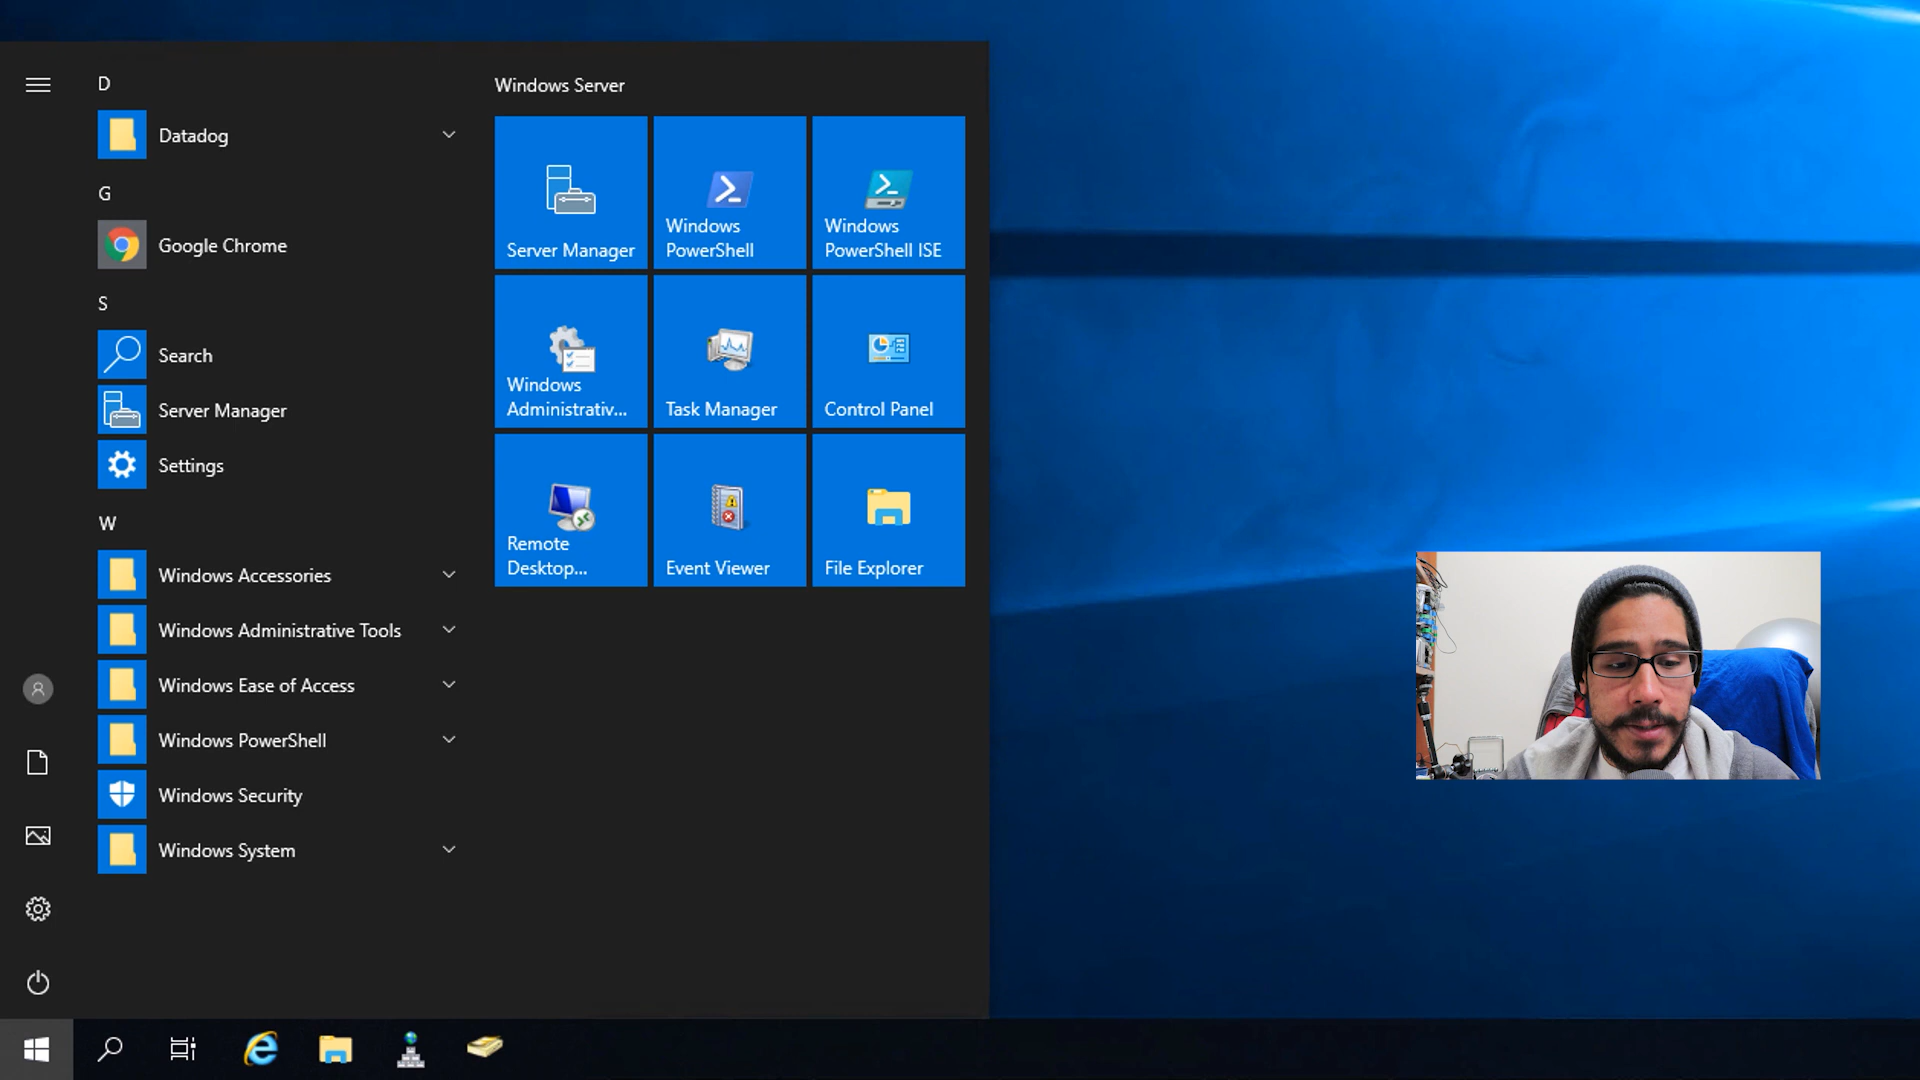 D
Datadog
G
Google Chrome
S
Search
Server Manager
Settings
W
Windows Accessories
Windows Administrative Tools
Windows Ease of Access
Windows PowerShell
Windows Security
Windows System
Windows Server
Server Manager
Windows
PowerShell
Windows
PowerShell ISE
Windows
Administrativ...
Task Manager
Control Panel
Remote
Desktop...
Event Viewer
File Explorer